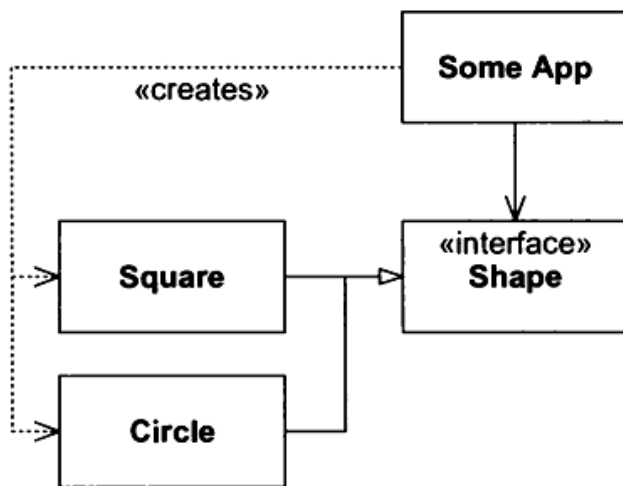 Some App
«creates»
«interface»
Shape
Square
Circle